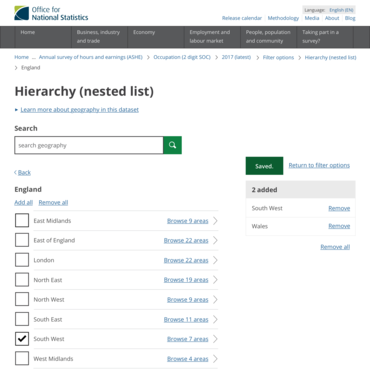 Office for
National Statistics
Language: English (EN)
Release calendar Methodology Media About Blog
Home
Business, industry and trade
Economy
Employment and labour market
People, population and community
Taking part in a survey?
Home ... Annual survey of hours and earnings (ASHE) > Occupation (2 digit SOC) > 2017 (latest) > Filter options > Hierarchy (nested list)
> England
Hierarchy (nested list)
Learn more about geography in this dataset
Search
search geography
Saved. Return to filter options
Back
England
Add all Remove all
2 added
South West Remove
Wales Remove
Remove all
East Midlands Browse 9 areas
East of England Browse 22 areas
London Browse 22 areas
North East Browse 19 areas
North West Browse 9 areas
South East Browse 11 areas
South West Browse 7 areas
West Midlands Browse 4 areas